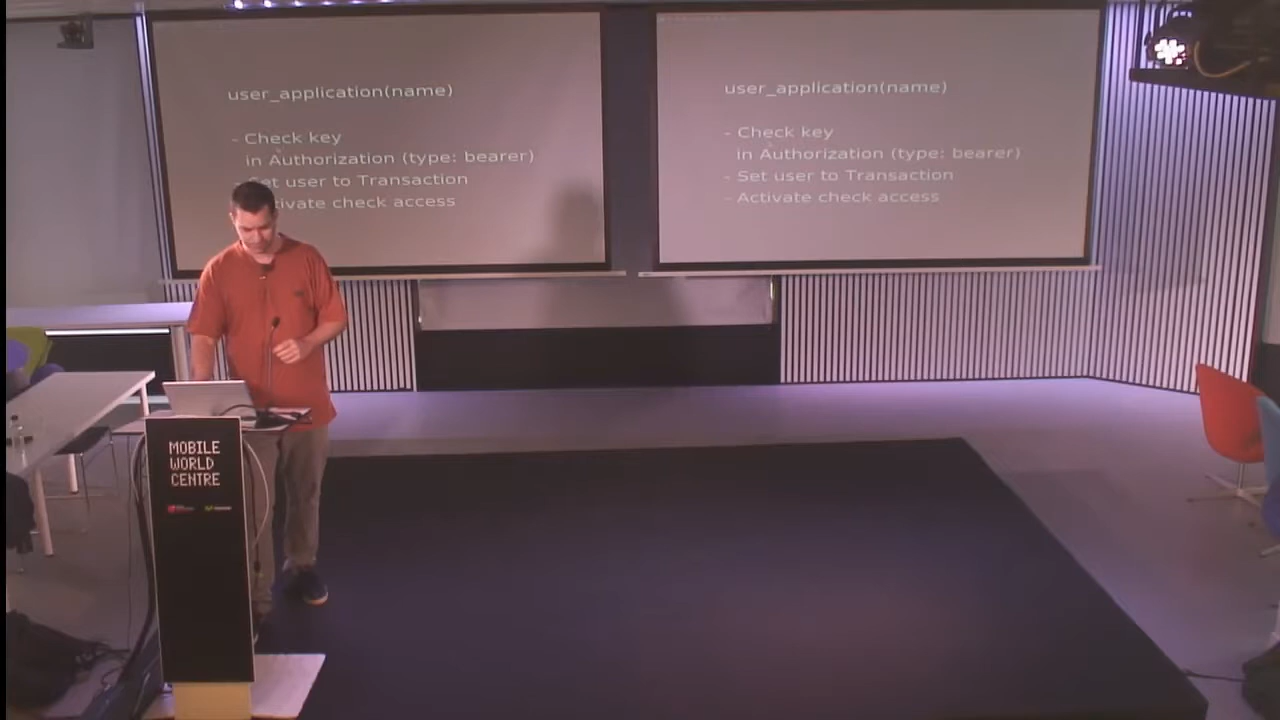 user_application(name)
- Check key
in Authorization (type: bearer)
Set user to Transaction
tivate check access
user_application(name)
- Check key
in Authorization (type: bearer)
- Set user to Transaction
- Activate check access
MOBILE
WORLD
CENTRE